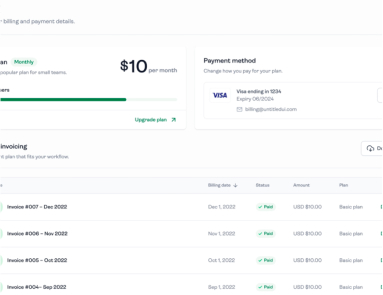 billing and payment details.
an Monthly
popular plan for small teams.
$10 per month
ers
Upgrade plan
Payment method
Change how you pay for your plan.
VISA
Visa ending in 1234
Expiry 06/2024
billing@untitledui.com
invoicing
t plan that fits your workflow.
Billing date
Status
Amount
Plan
Invoice #007 – Dec 2022
Dec 1, 2022
Paid
USD $10.00
Basic plan
Invoice #006 – Nov 2022
Nov 1, 2022
Paid
USD $10.00
Basic plan
Invoice #005 – Oct 2022
Oct 1, 2022
Paid
USD $10.00
Basic plan
Invoice #004– Sep 2022
Sep 1, 2022
Paid
USD $10.00
Basic plan